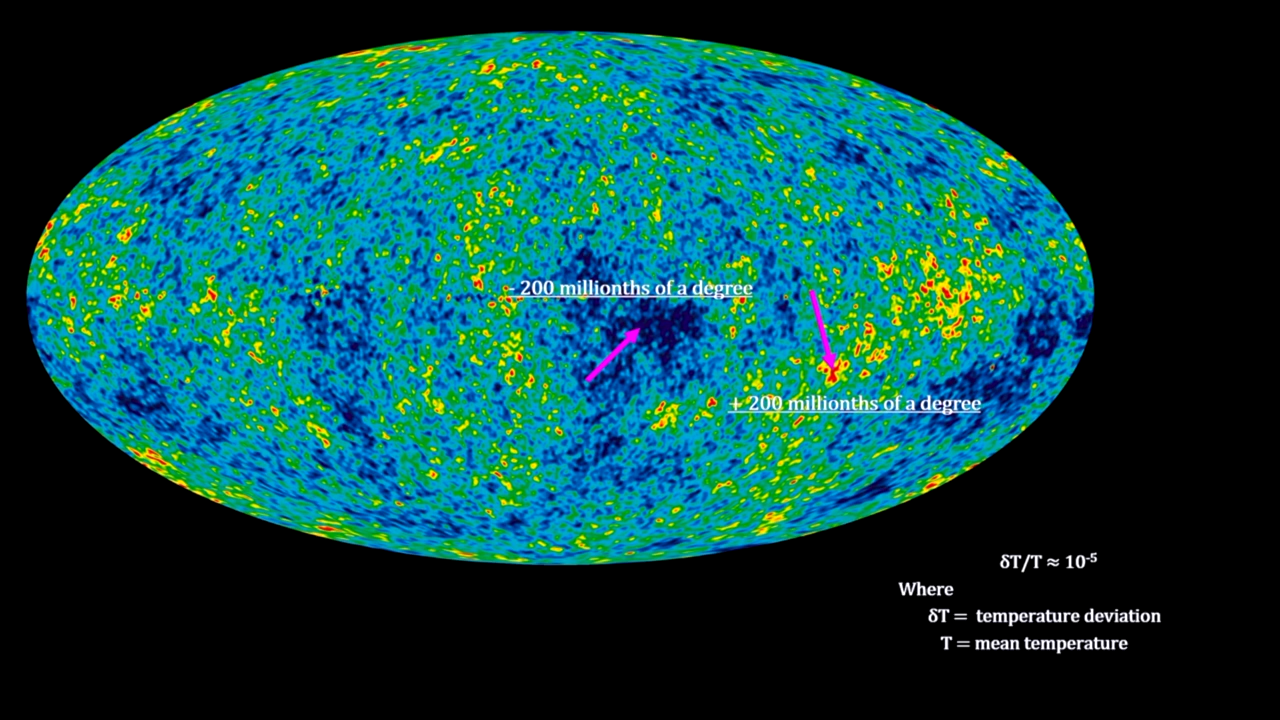 - 200 millionths of a degree
+ 200 millionths of a degree
δT/T ≈ 10⁻⁵
Where
δT = temperature deviation
T = mean temperature